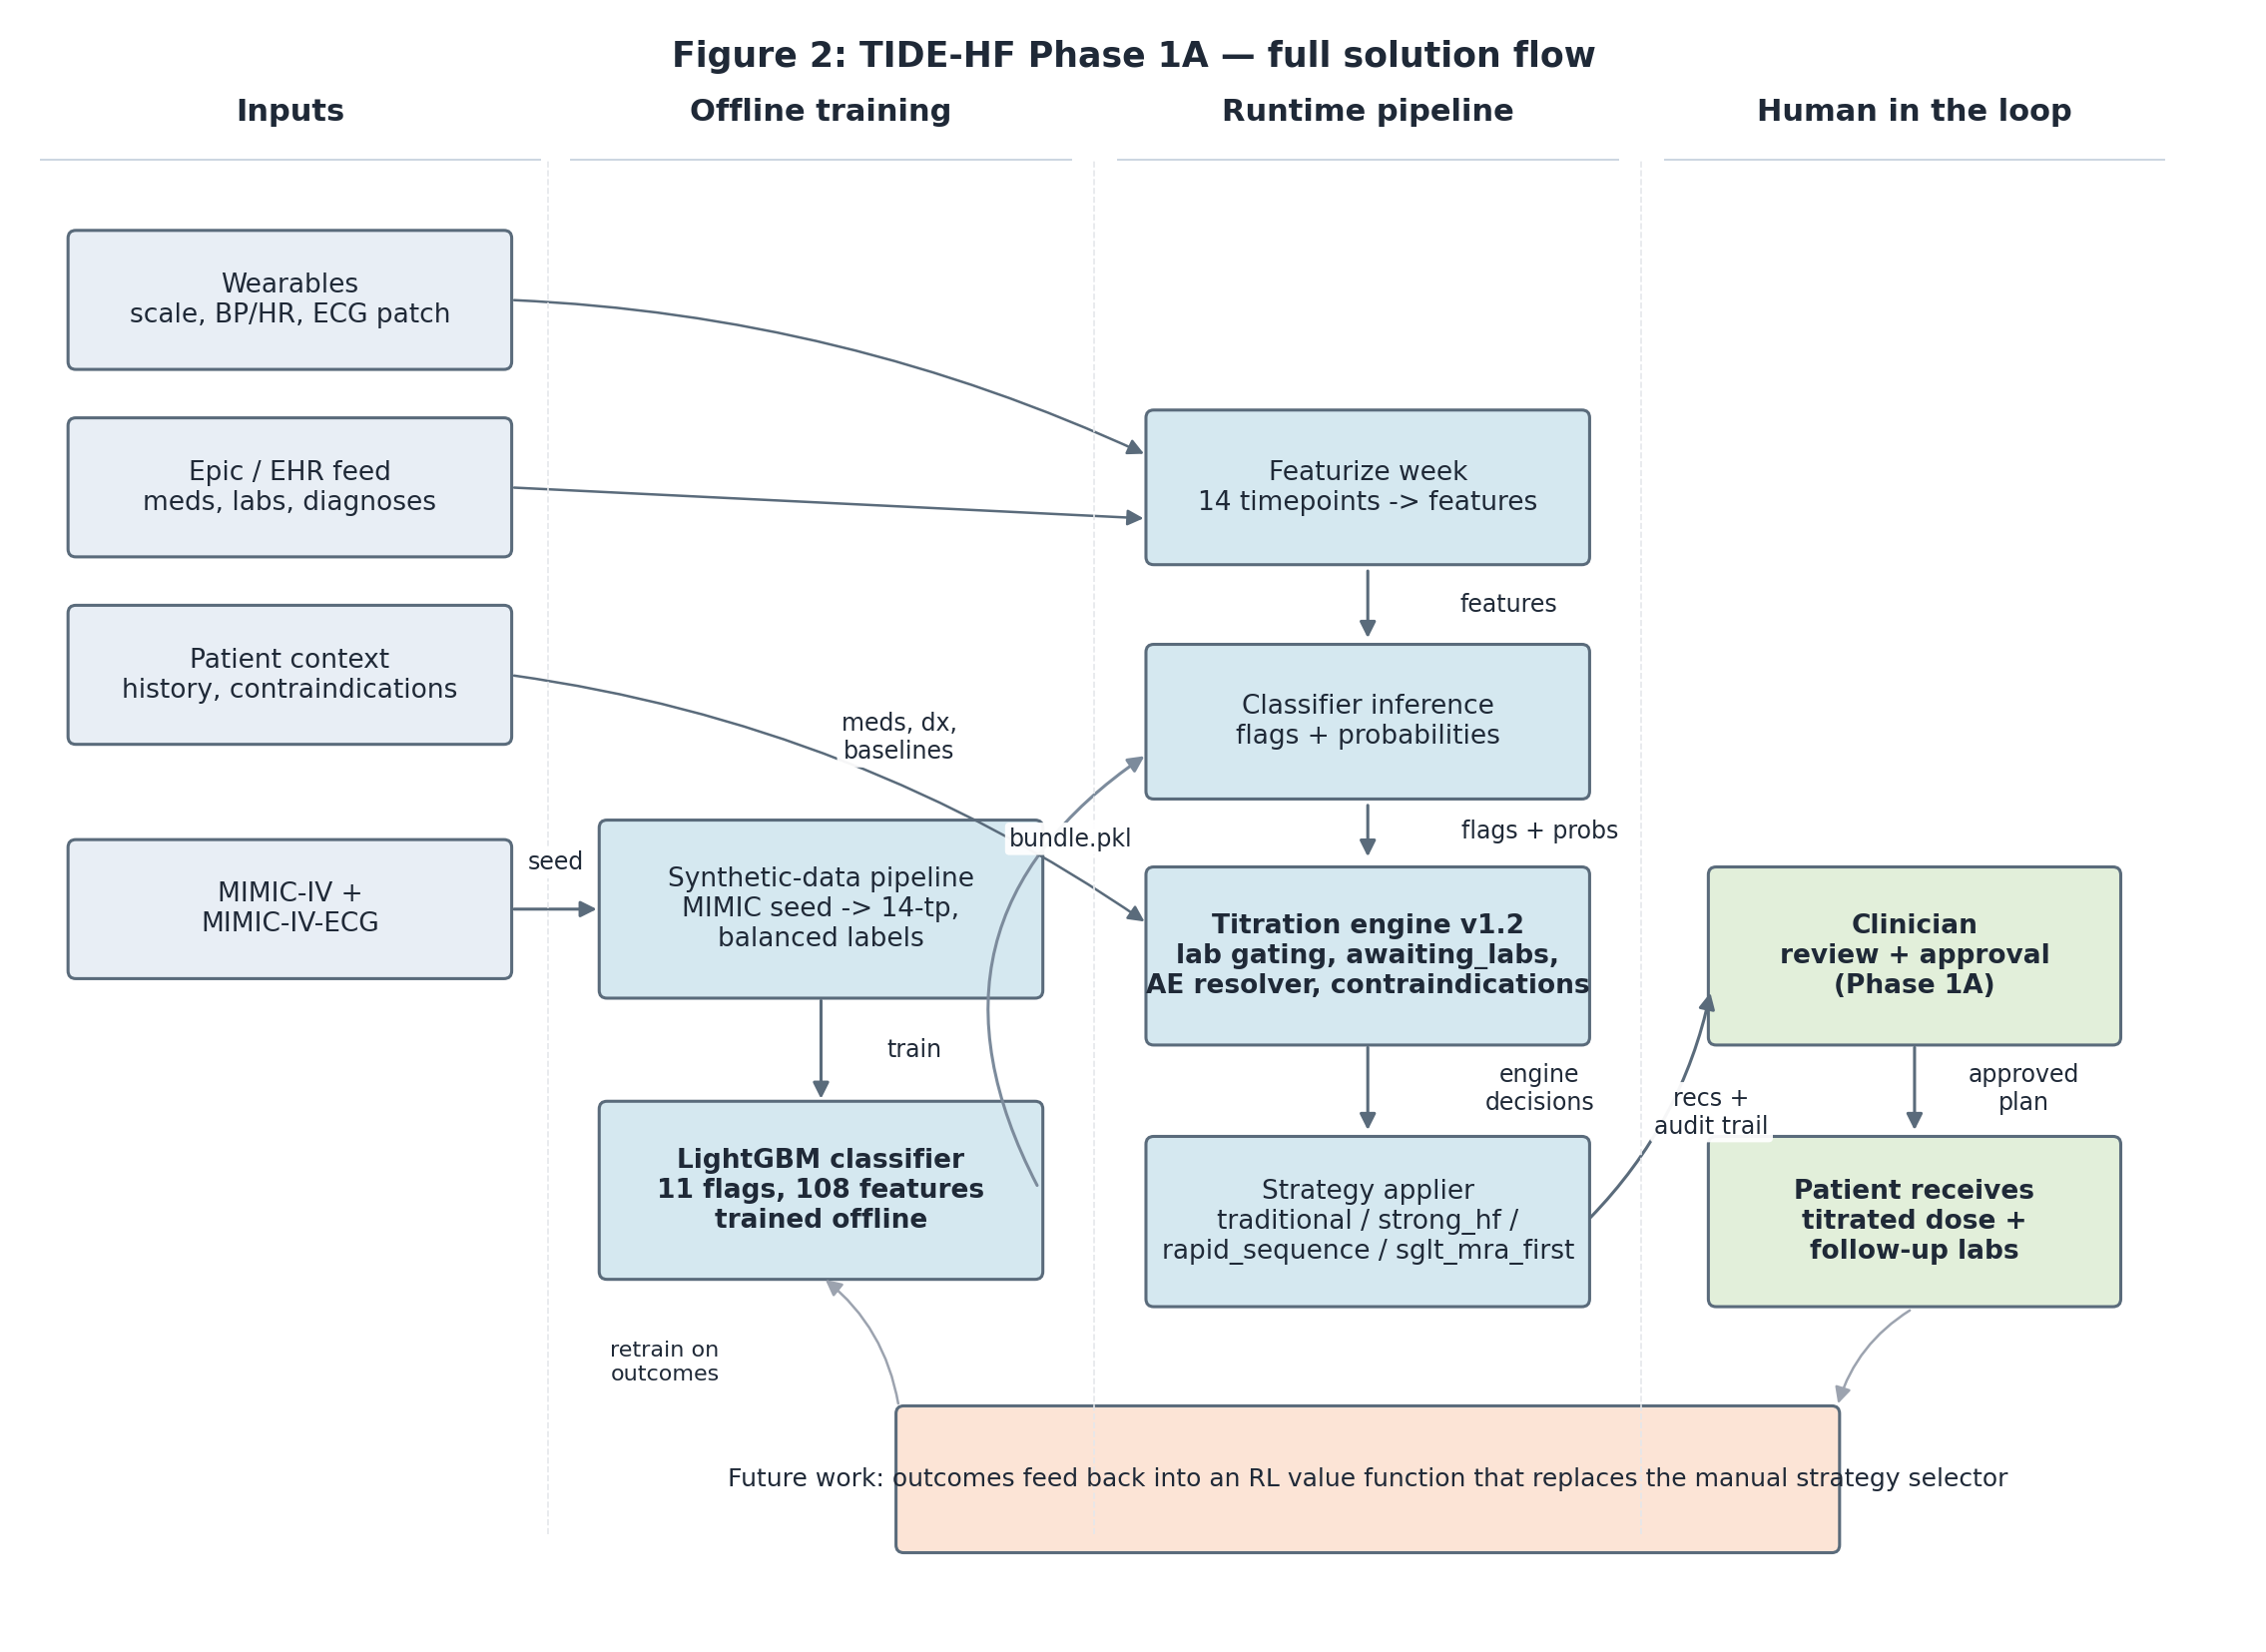 Figure 2: TIDE-HF Phase 1A — full solution flow
Inputs
Offline training
Runtime pipeline
Human in the loop
Wearables
scale, BP/HR, ECG patch
Epic / EHR feed
meds, labs, diagnoses
Patient context
history, contraindications
MIMIC-IV +
MIMIC-IV-ECG
seed
meds, dx,
baselines
bundle.pkl
Synthetic-data pipeline
MIMIC seed -> 14-tp,
balanced labels
train
LightGBM classifier
11 flags, 108 features
trained offline
retrain on
outcomes
Featurize week
14 timepoints -> features
features
Classifier inference
flags + probabilities
flags + probs
Titration engine v1.2
lab gating, awaiting_labs,
AE resolver, contraindications
engine
decisions
Strategy applier
traditional / strong_hf /
rapid_sequence / sglt_mra_first
recs +
audit trail
Clinician
review + approval
(Phase 1A)
approved
plan
Patient receives
titrated dose +
follow-up labs
Future work: outcomes feed back into an RL value function that replaces the manual strategy selector